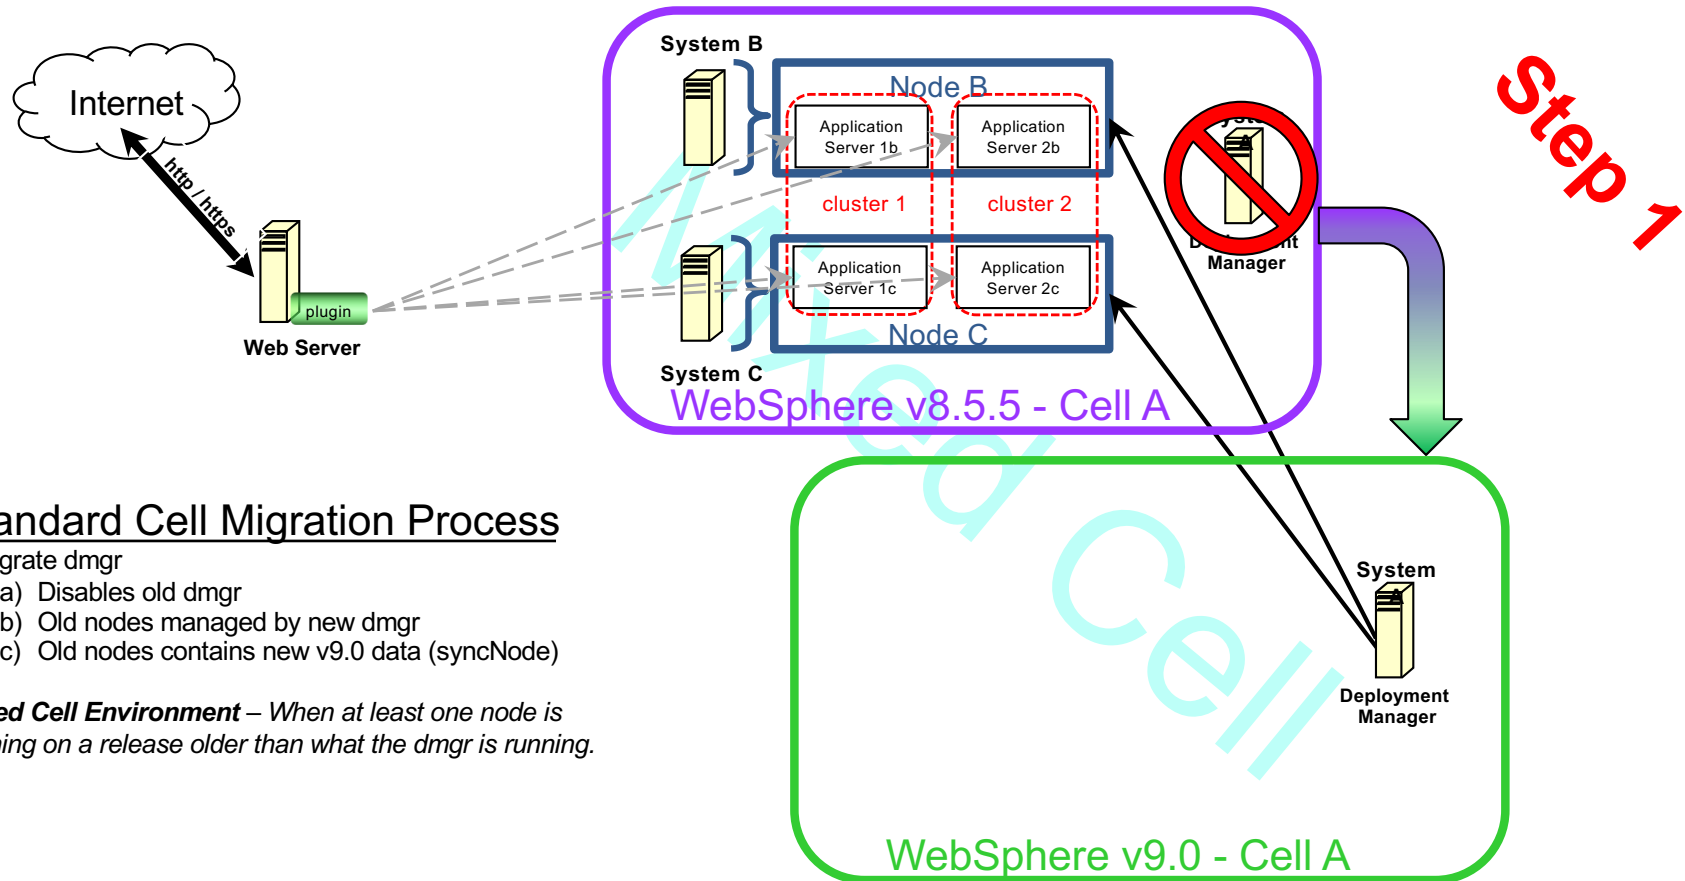 Step 1
System B
Internet
Node B
Application
Server 1b
Application
Server 2b
A
http / https
cluster 1
cluster 2
Manager
Application
Server 1c
Application
Server 2c
plugin
Node C
Web Server
System C
WebSphere v8.5.5 - Cell A
Mixed Cell
andard Cell Migration Process
grate dmgr
a) Disables old dmgr
b) Old nodes managed by new dmgr
c) Old nodes contains new v9.0 data (syncNode)
ed Cell Environment – When at least one node is
ning on a release older than what the dmgr is running.
System
A
Deployment
Manager
WebSphere v9.0 - Cell A